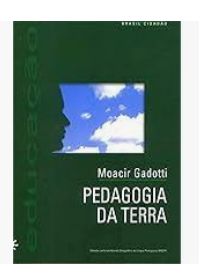 BRASIL CIDADÃO
educação
Moacir Gadotti
PEDAGOGIA
DA TERRA